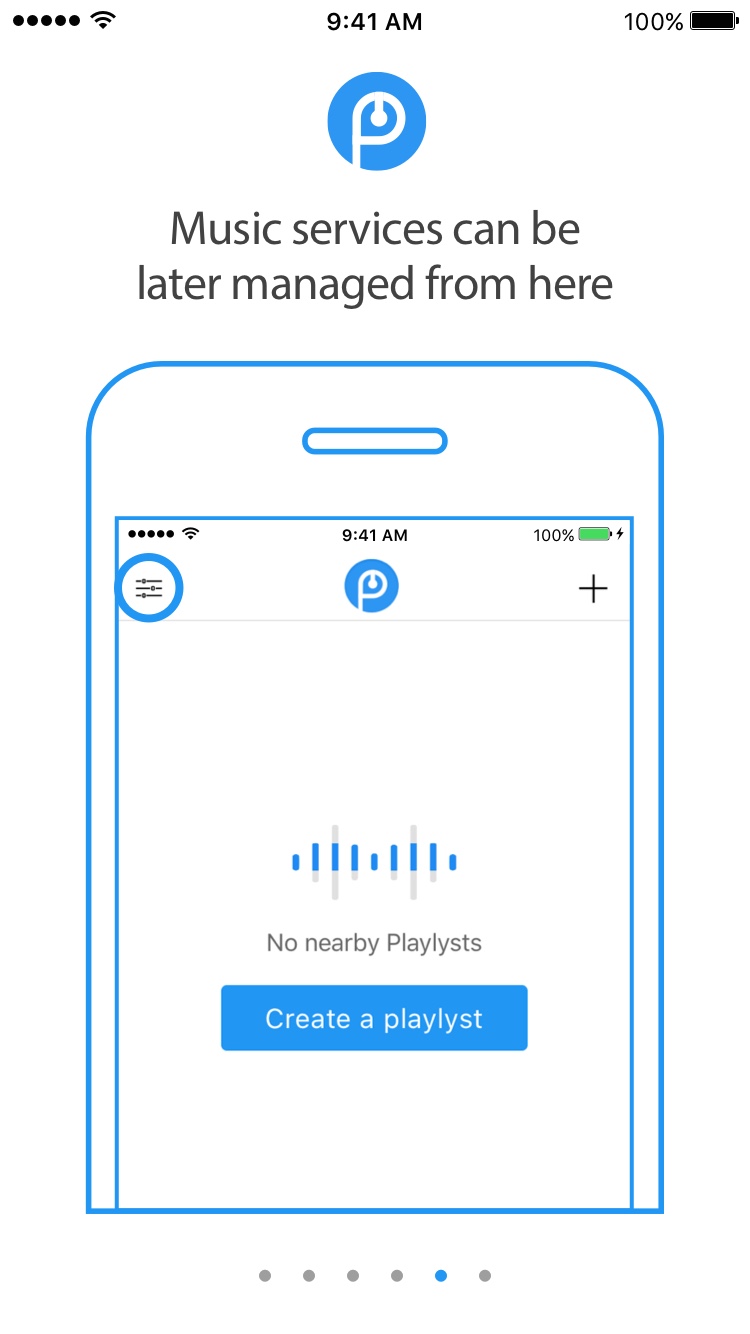 9:41 AM
100%
Music services can be
later managed from here
9:41 AM
100%
No nearby Playlysts
Create a playlyst